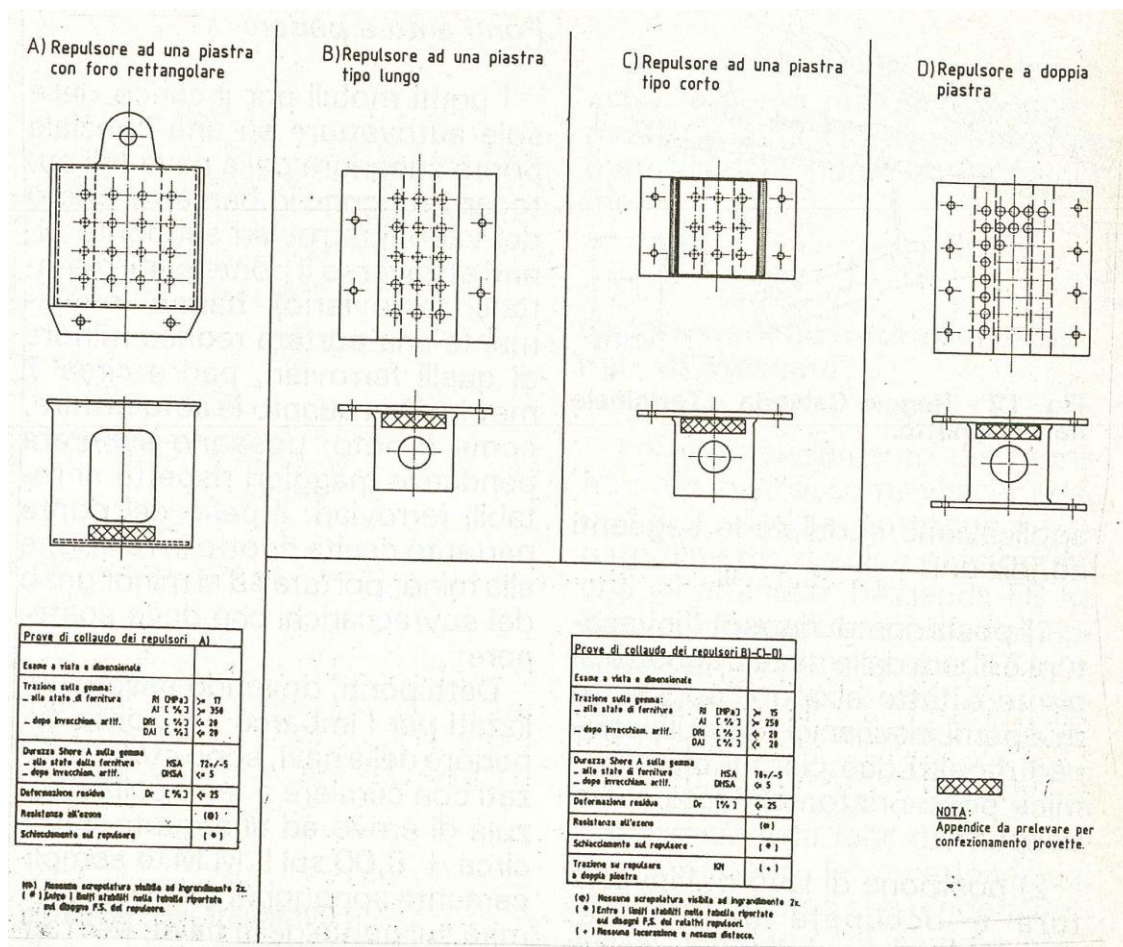 A) Repulsore ad una piastra
con foro rettangolare
B) Repulsore ad una piastra
tipo lungo
C) Repulsore ad una piastra
tipo corto
D) Repulsore a doppia
piastra
Prove di collaudo dei repulsori A)
Esame a vista e dimensionale
Trazione sulla gomma:
_ allo stato di fornitura RI [MPa] >= 17
AI [%] >= 350
_ dopo invecchiam. artif. DRI [%] <= 20
DAI [%] <= 20
Durezza Shore A sulla gomma
_ allo stato della fornitura HSA 72+/-5
_ dopo invecchiam. artif. DHSA <= 5
Deformazione residua Dr [%] <= 25
Resistenza all'ozono (@)
Schiacciamento sul repulsore (*)
(@) Nessuna screpolatura visibile ad ingrandimento 2x.
(*) Entro i limiti stabiliti nella tabella riportata
sul disegno F.S. del repulsore.
Prove di collaudo dei repulsori B)-C)-D)
Esame a vista e dimensionale
Trazione sulla gomma:
_ allo stato di fornitura RI [MPa]
AI [%] >= 250
_ dopo invecchiam. artif. DRI [%] <= 20
DAI [%] <= 20
Durezza Shore A sulla gomma
_ allo stato di fornitura HSA 70+/-5
_ dopo invecchiam. artif. DHSA <= 5
Deformazione residua Dr [%] <= 25
Resistenza all'ozono (@)
Schiacciamento sul repulsore (*)
Trazione su repulsore KN (+)
a doppia piastra
(@) Nessuna screpolatura visibile ad ingrandimento 2x.
(*) Entro i limiti stabiliti nella tabella riportata
sui disegni F.S. dei relativi repulsori.
(+) Nessuna lacerazione e nessun distacco.
NOTA:
Appendice da prelevare per
confezionamento provette.